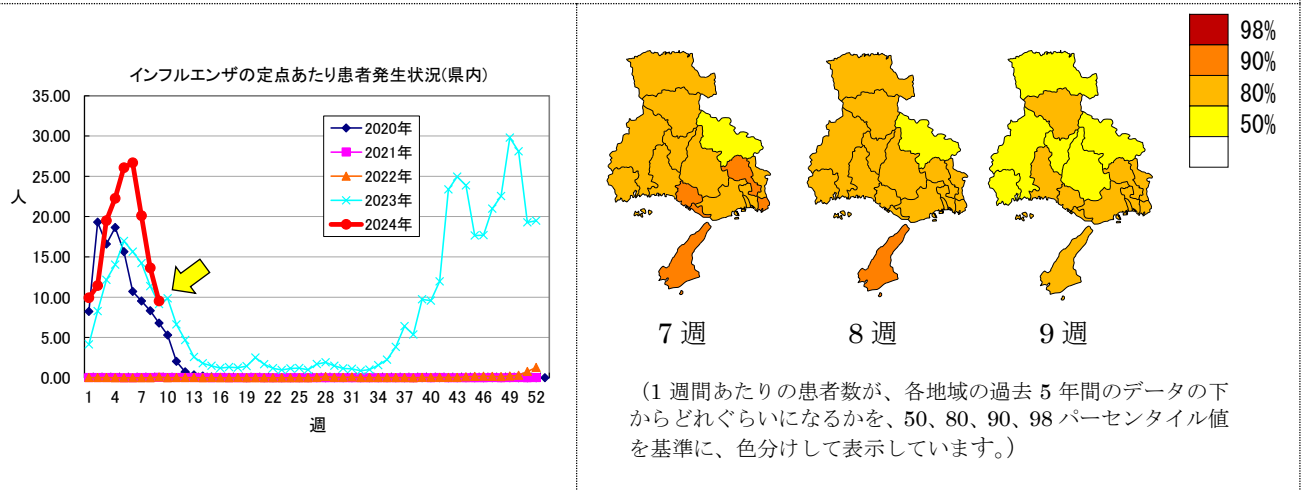 インフルエンザの定点あたり患者発生状況(県内)
人
35.00
30.00
25.00
20.00
15.00
10.00
5.00
0.00
2020年
2021年
2022年
2023年
2024年
1 4 7 10 13 16 19 22 25 28 31 34 37 40 43 46 49 52
週
98%
90%
80%
50%
7 週 8 週 9 週
(1 週間あたりの患者数が、各地域の過去 5 年間のデータの下
からどれぐらいになるかを、50、80、90、98 パーセンタイル値
を基準に、色分けして表示しています。)